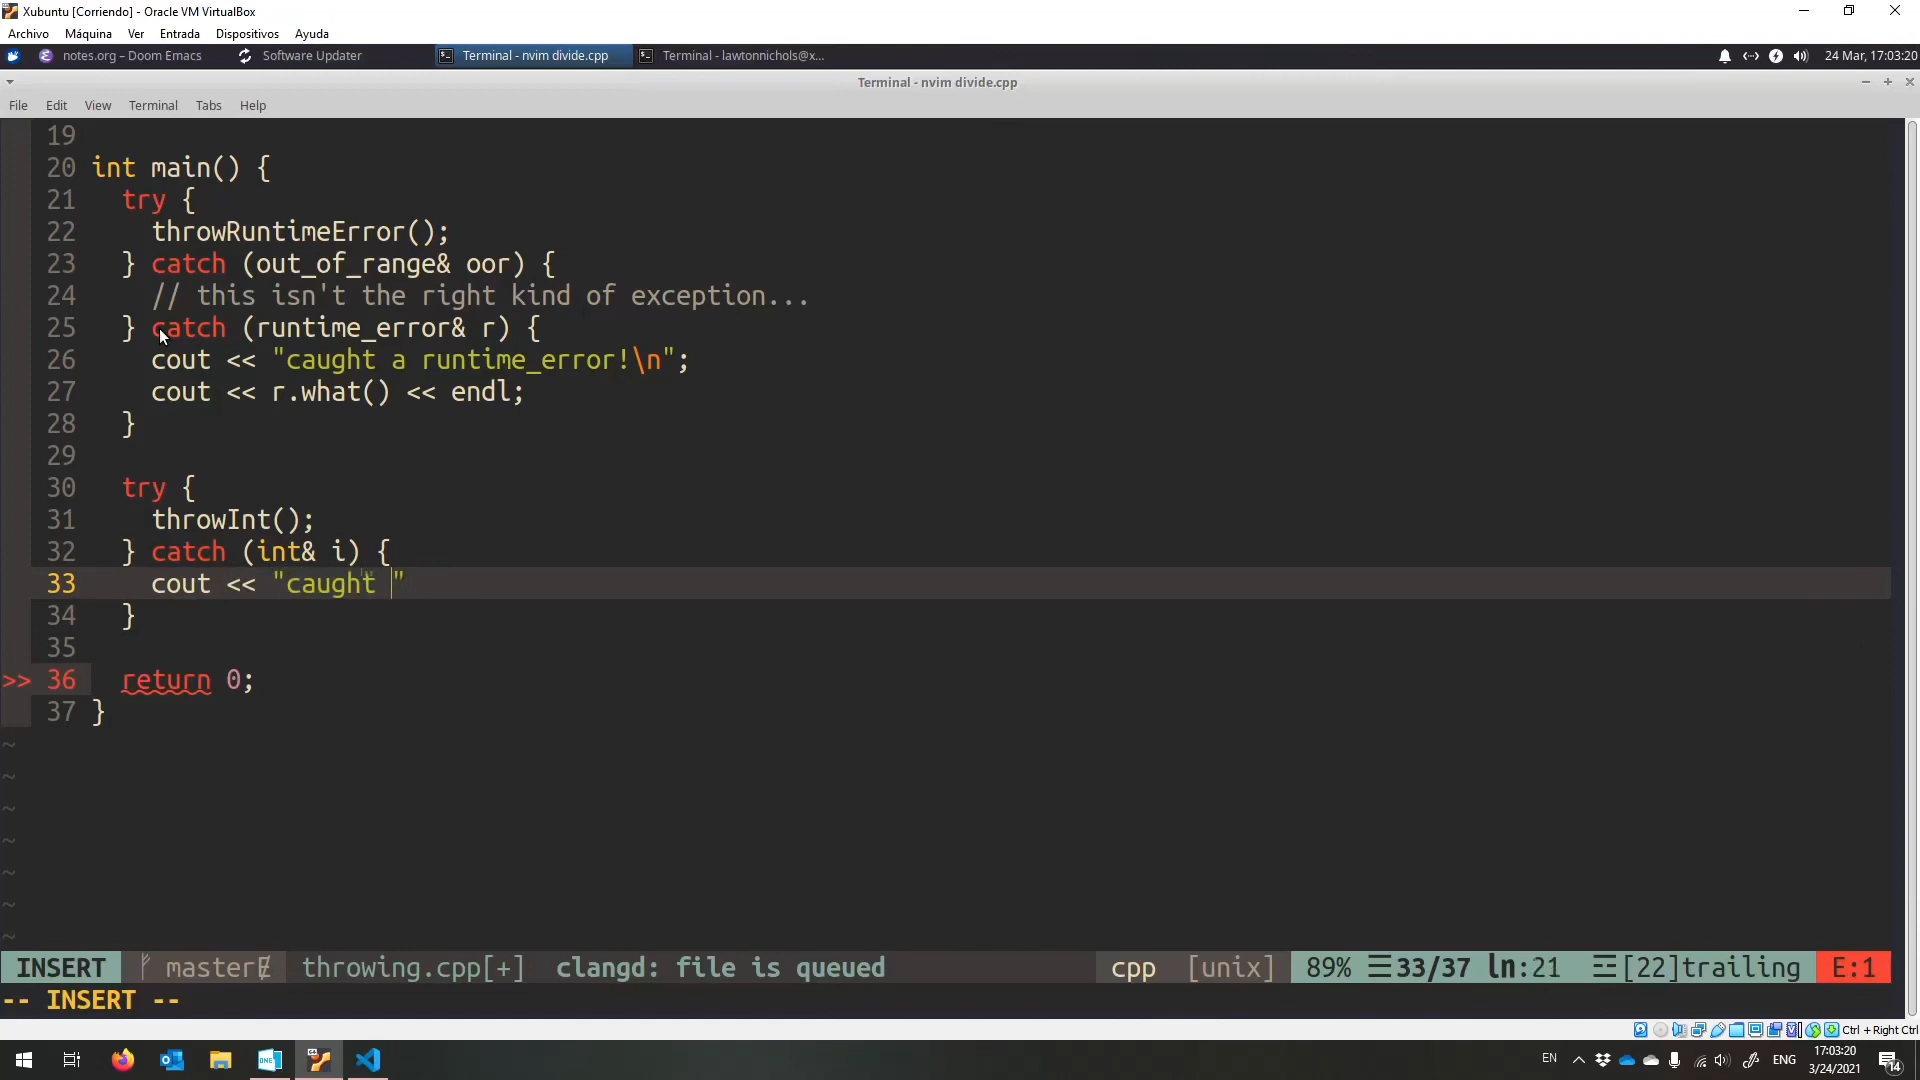 Xubuntu [Corriendo] - Oracle VM VirtualBox
Archivo Máquina Ver Entrada Dispositivos Ayuda
notes.org – Doom Emacs Software Updater Terminal - nvim divide.cpp Terminal - lawtonnichols@x... 24 Mar, 17:03:20
Terminal - nvim divide.cpp
File Edit View Terminal Tabs Help
19
20 int main() {
21 try {
22 throwRuntimeError();
23 } catch (out_of_range& oor) {
24 // this isn't the right kind of exception...
25 } catch (runtime_error& r) {
26 cout << "caught a runtime_error!\n";
27 cout << r.what() << endl;
28 }
29
30 try {
31 throwInt();
32 } catch (int& i) {
33 cout << "caught "
34 }
35
>> 36 return 0;
37 }
~
~
~
~
~
~
~
INSERT master throwing.cpp[+] clangd: file is queued cpp [unix] 89% ☰33/37 ln:21 ☲[22]trailing E:1
-- INSERT --
Ctrl + Right Ctrl
EN ENG 17:03:20
3/24/2021
14